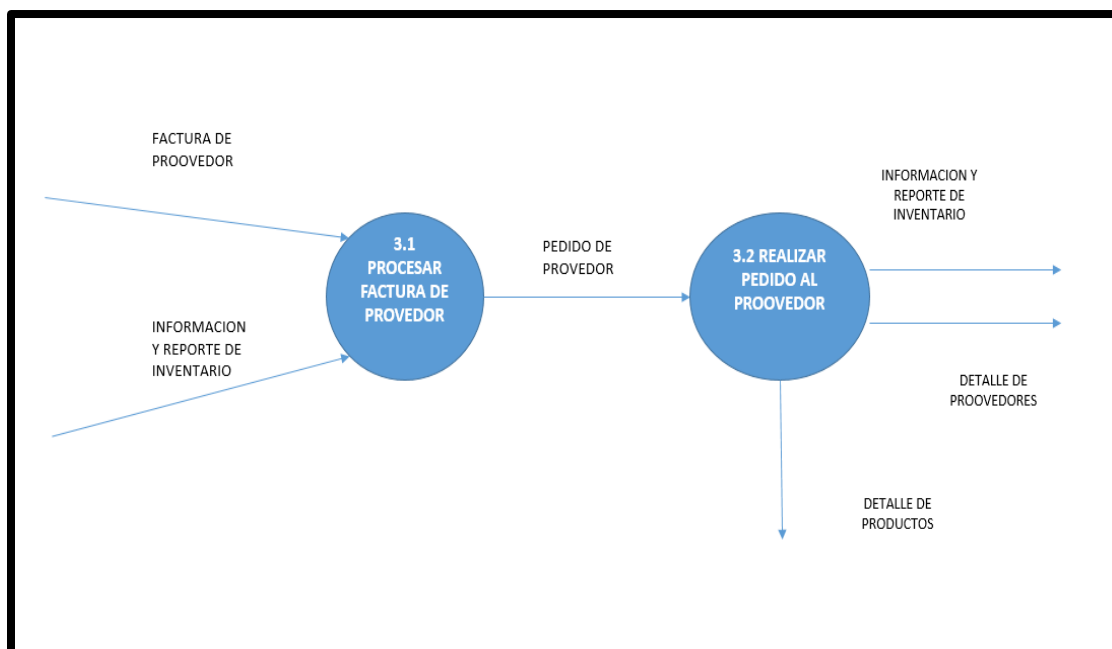 FACTURA DE
PROOVEDOR
INFORMACION
Y REPORTE DE
INVENTARIO
3.1
PROCESAR
FACTURA DE
PROVEDOR
PEDIDO DE
PROVEDOR
3.2 REALIZAR
PEDIDO AL
PROOVEDOR
INFORMACION Y
REPORTE DE
INVENTARIO
DETALLE DE
PROOVEDORES
DETALLE DE
PRODUCTOS